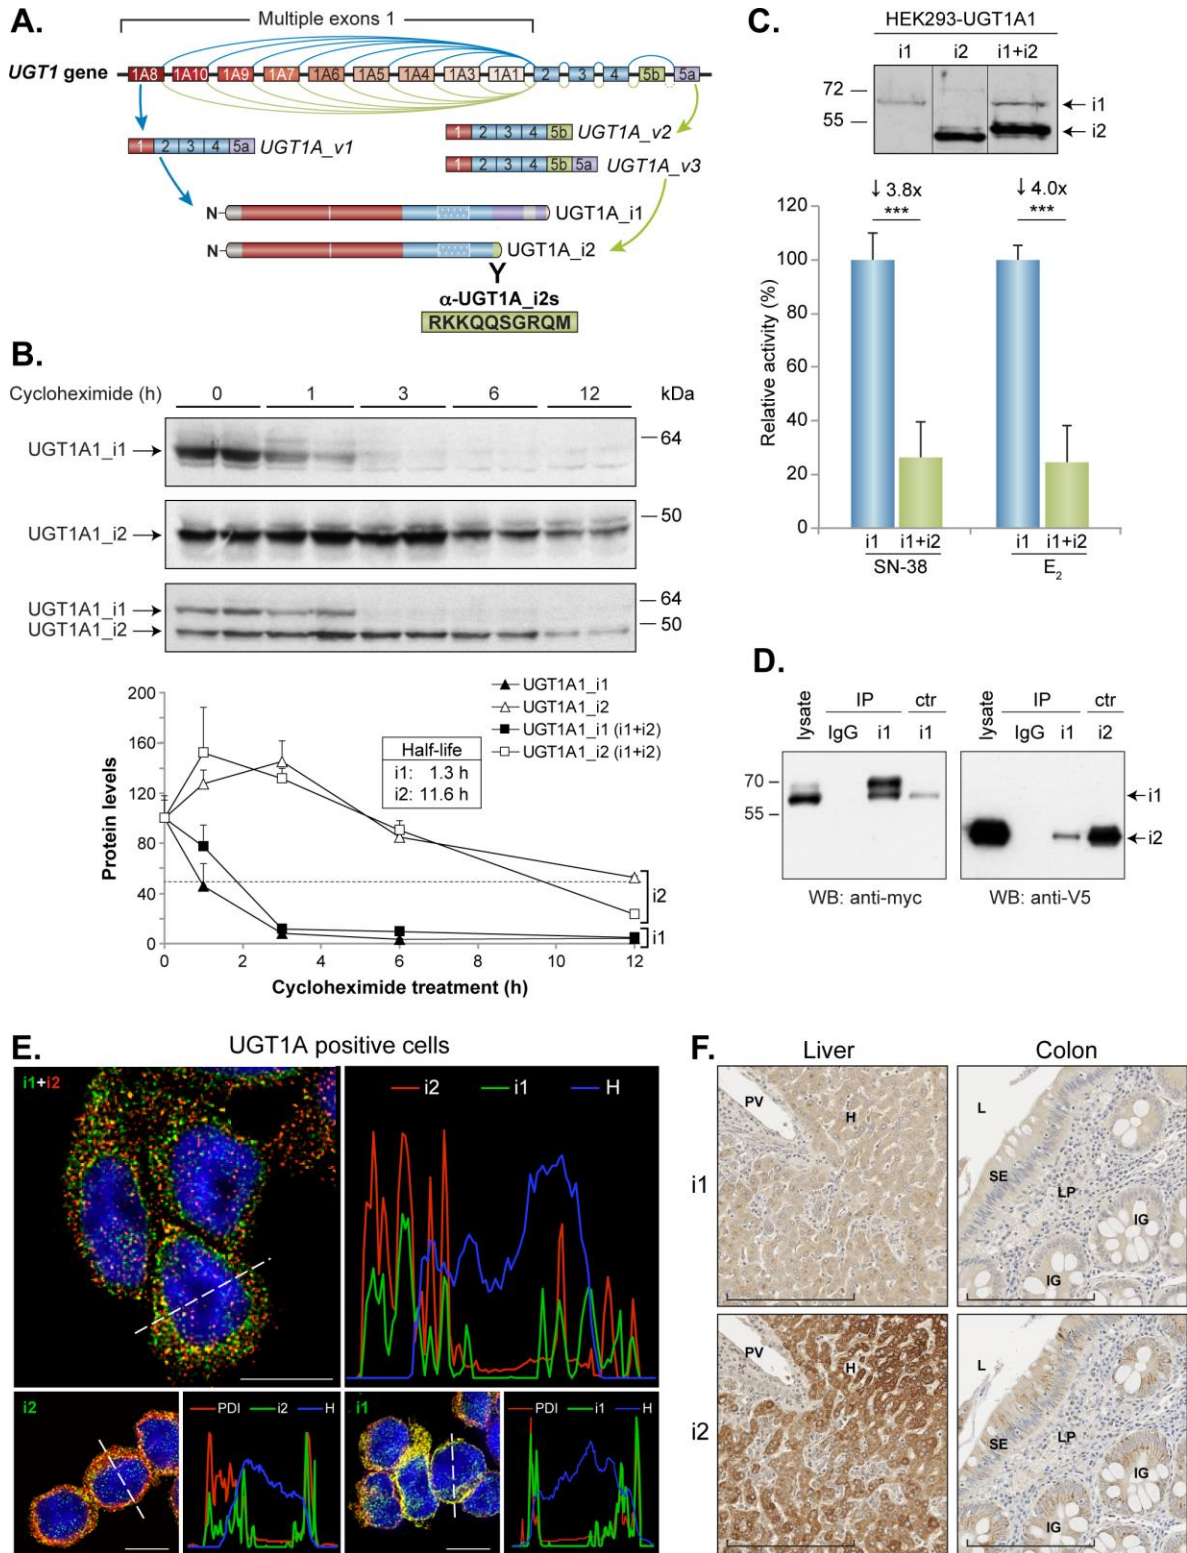 A.
Multiple exons 1
UGT1 gene
1A8 1A10 1A9 1A7 1A6 1A5 1A4 1A3 1A1 2 3 4 5b 5a
1 2 3 4 5b UGT1A_v2
1 2 3 4 5a UGT1A_v1
1 2 3 4 5b 5a UGT1A_v3
N UGT1A_i1
N UGT1A_i2
α-UGT1A_i2s
RKKQQSGRQM
B.
Cycloheximide (h) 0 1 3 6 12 kDa
UGT1A1_i1 64
UGT1A1_i2 50
UGT1A1_i1 64
UGT1A1_i2 50
Protein levels
200
160
120
80
40
0
0 2 4 6 8 10 12
Cycloheximide treatment (h)
UGT1A1_i1
UGT1A1_i2
UGT1A1_i1 (i1+i2)
UGT1A1_i2 (i1+i2)
Half-life
i1: 1.3 h
i2: 11.6 h
i2
i1
C.
HEK293-UGT1A1
i1 i2 i1+i2
72
55
i1
i2
↓ 3.8x ↓ 4.0x
*** ***
Relative activity (%)
120
100
80
60
40
20
0
i1 i1+i2 i1 i1+i2
SN-38 E2
D.
lysate IP ctr lysate IP ctr
IgG i1 i1 IgG i1 i2
70
55
i1
i2
WB: anti-myc WB: anti-V5
E.
UGT1A positive cells
i1+i2
i2 i1 H
i2
PDI i2 H
i1
PDI i1 H
F.
Liver Colon
i1
PV H
L SE LP IG IG
i2
PV H
L SE LP IG IG